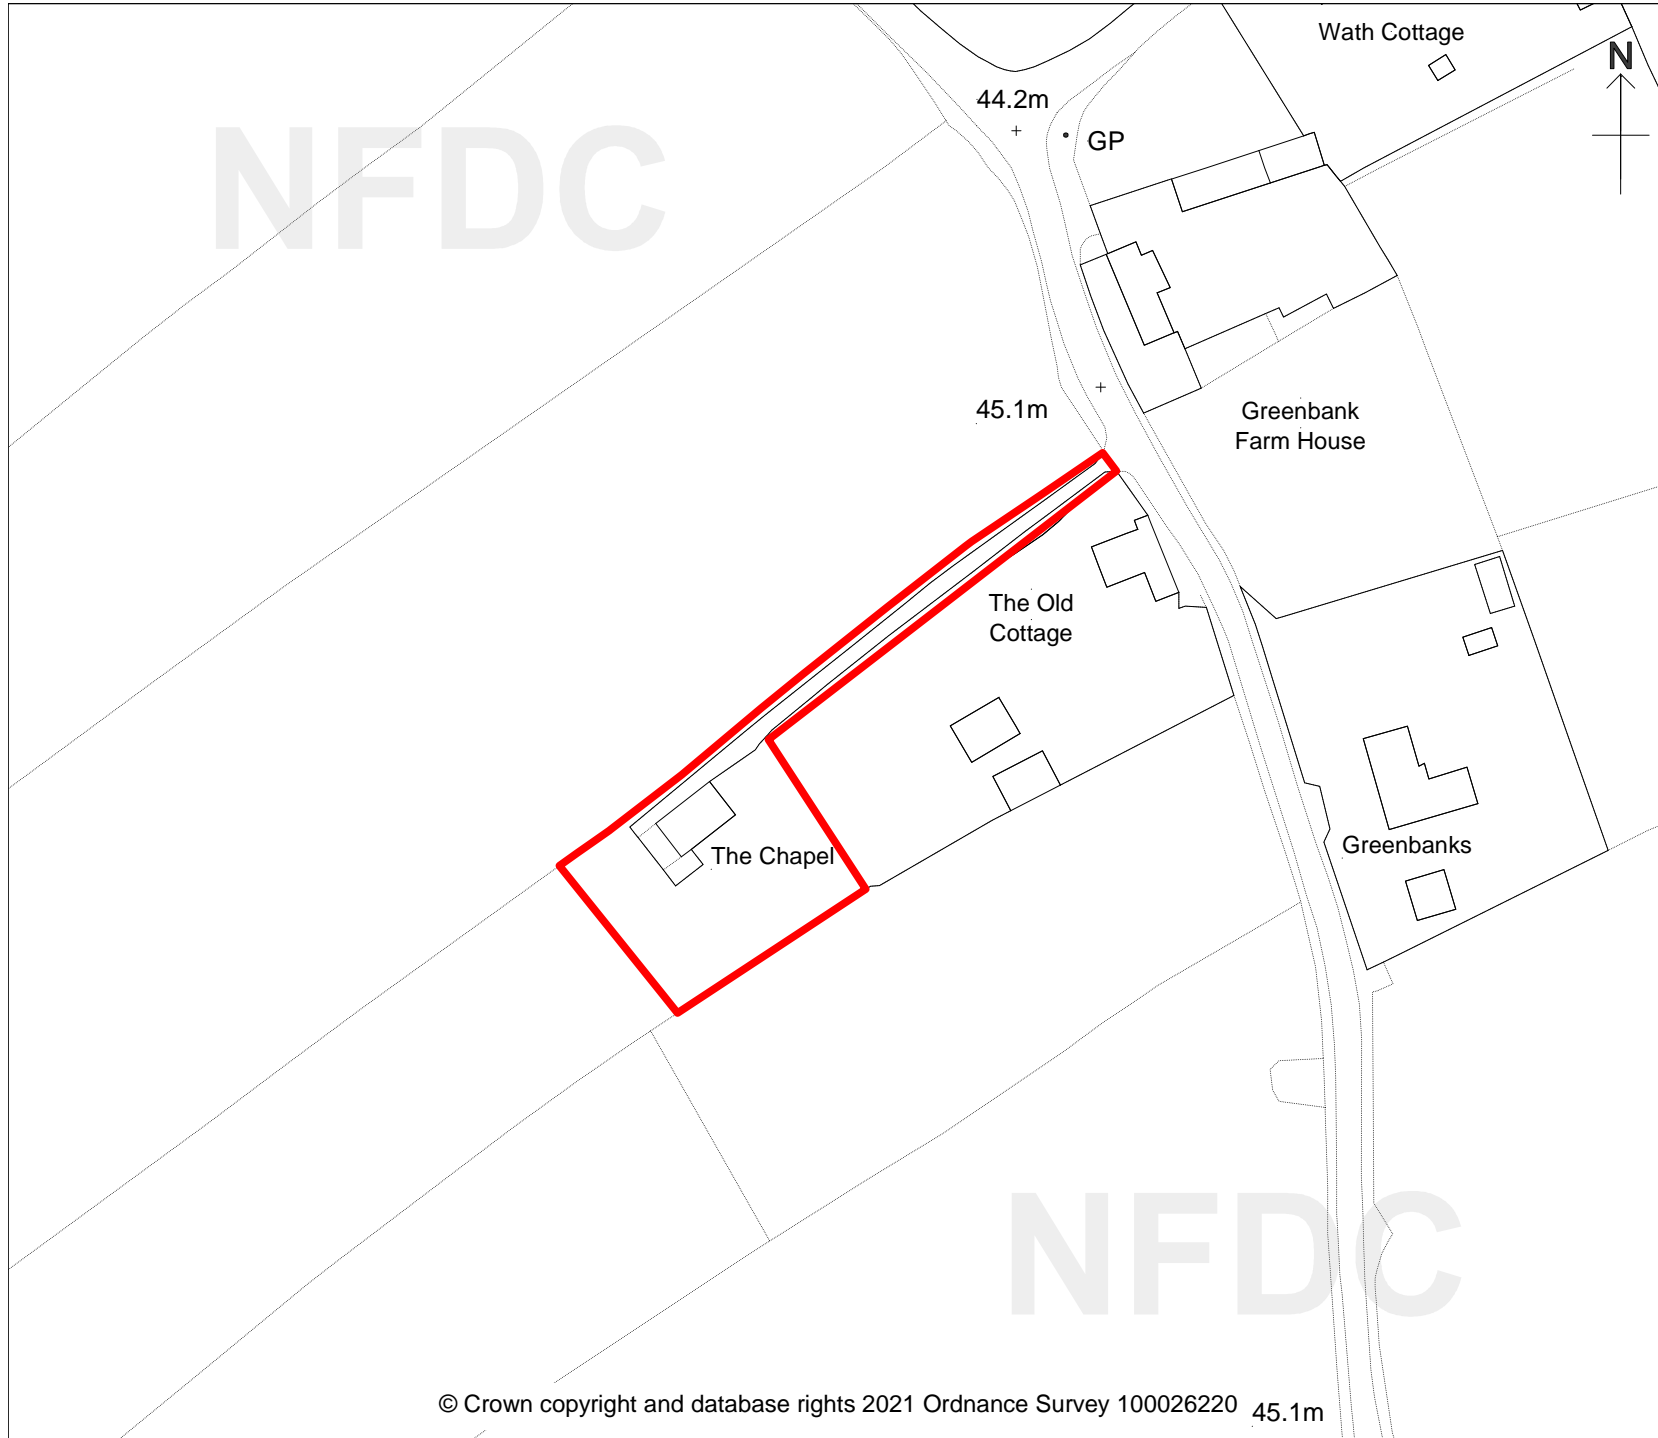 Wath Cottage
N
44.2m
GP
NFDC
45.1m
Greenbank
Farm House
The Old
Cottage
Greenbanks
The Chapel
NFDC
© Crown copyright and database rights 2021 Ordnance Survey 100026220
45.1m